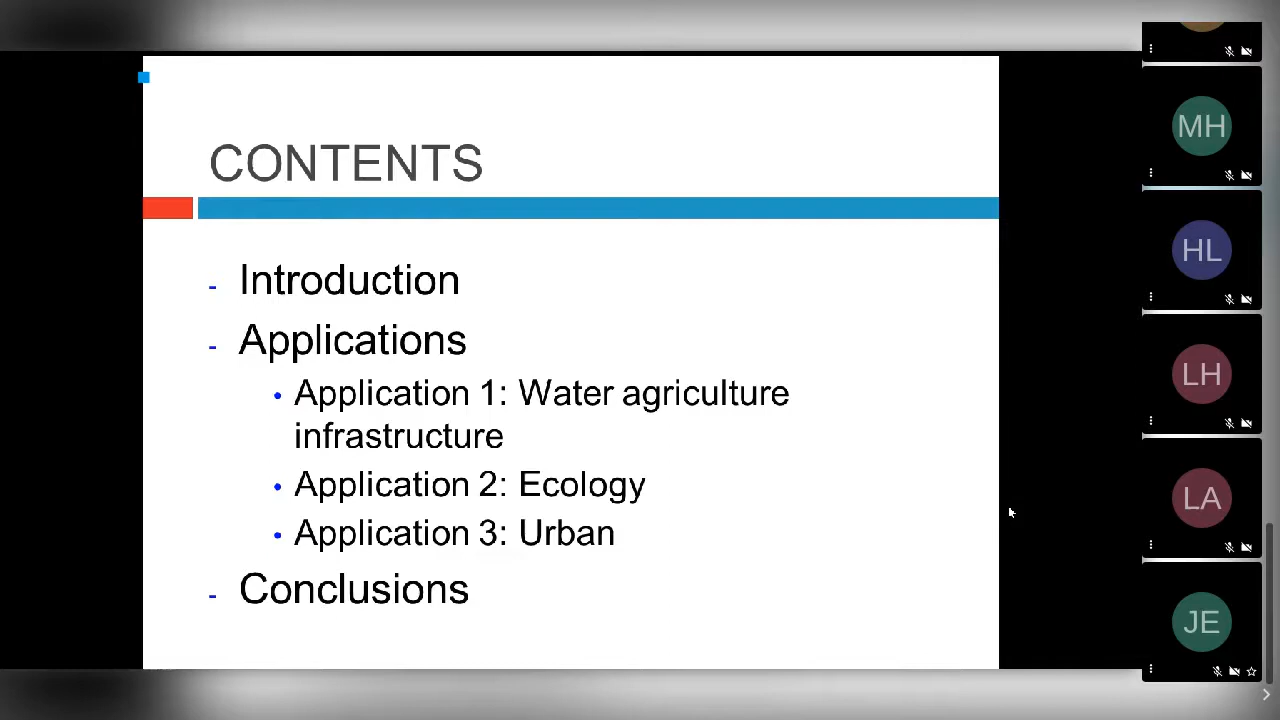 CONTENTS
- Introduction
- Applications
• Application 1: Water agriculture
infrastructure
• Application 2: Ecology
• Application 3: Urban
- Conclusions
MH
HL
LH
LA
JE